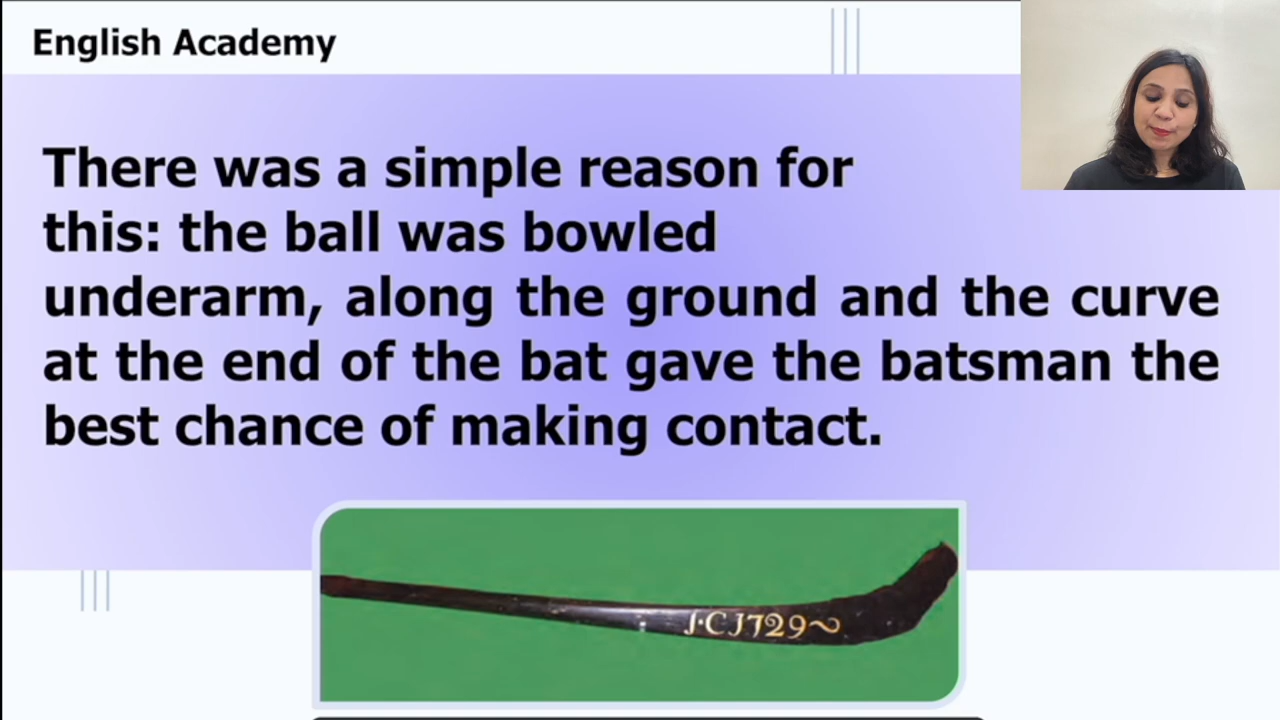 English Academy
There was a simple reason for
this: the ball was bowled
underarm, along the ground and the curve
at the end of the bat gave the batsman the
best chance of making contact.
J·C J729